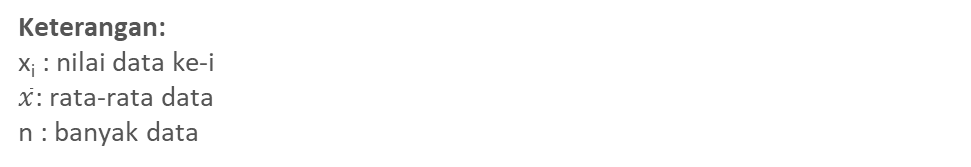 Keterangan:
xᵢ : nilai data ke-i
x̄: rata-rata data
n : banyak data